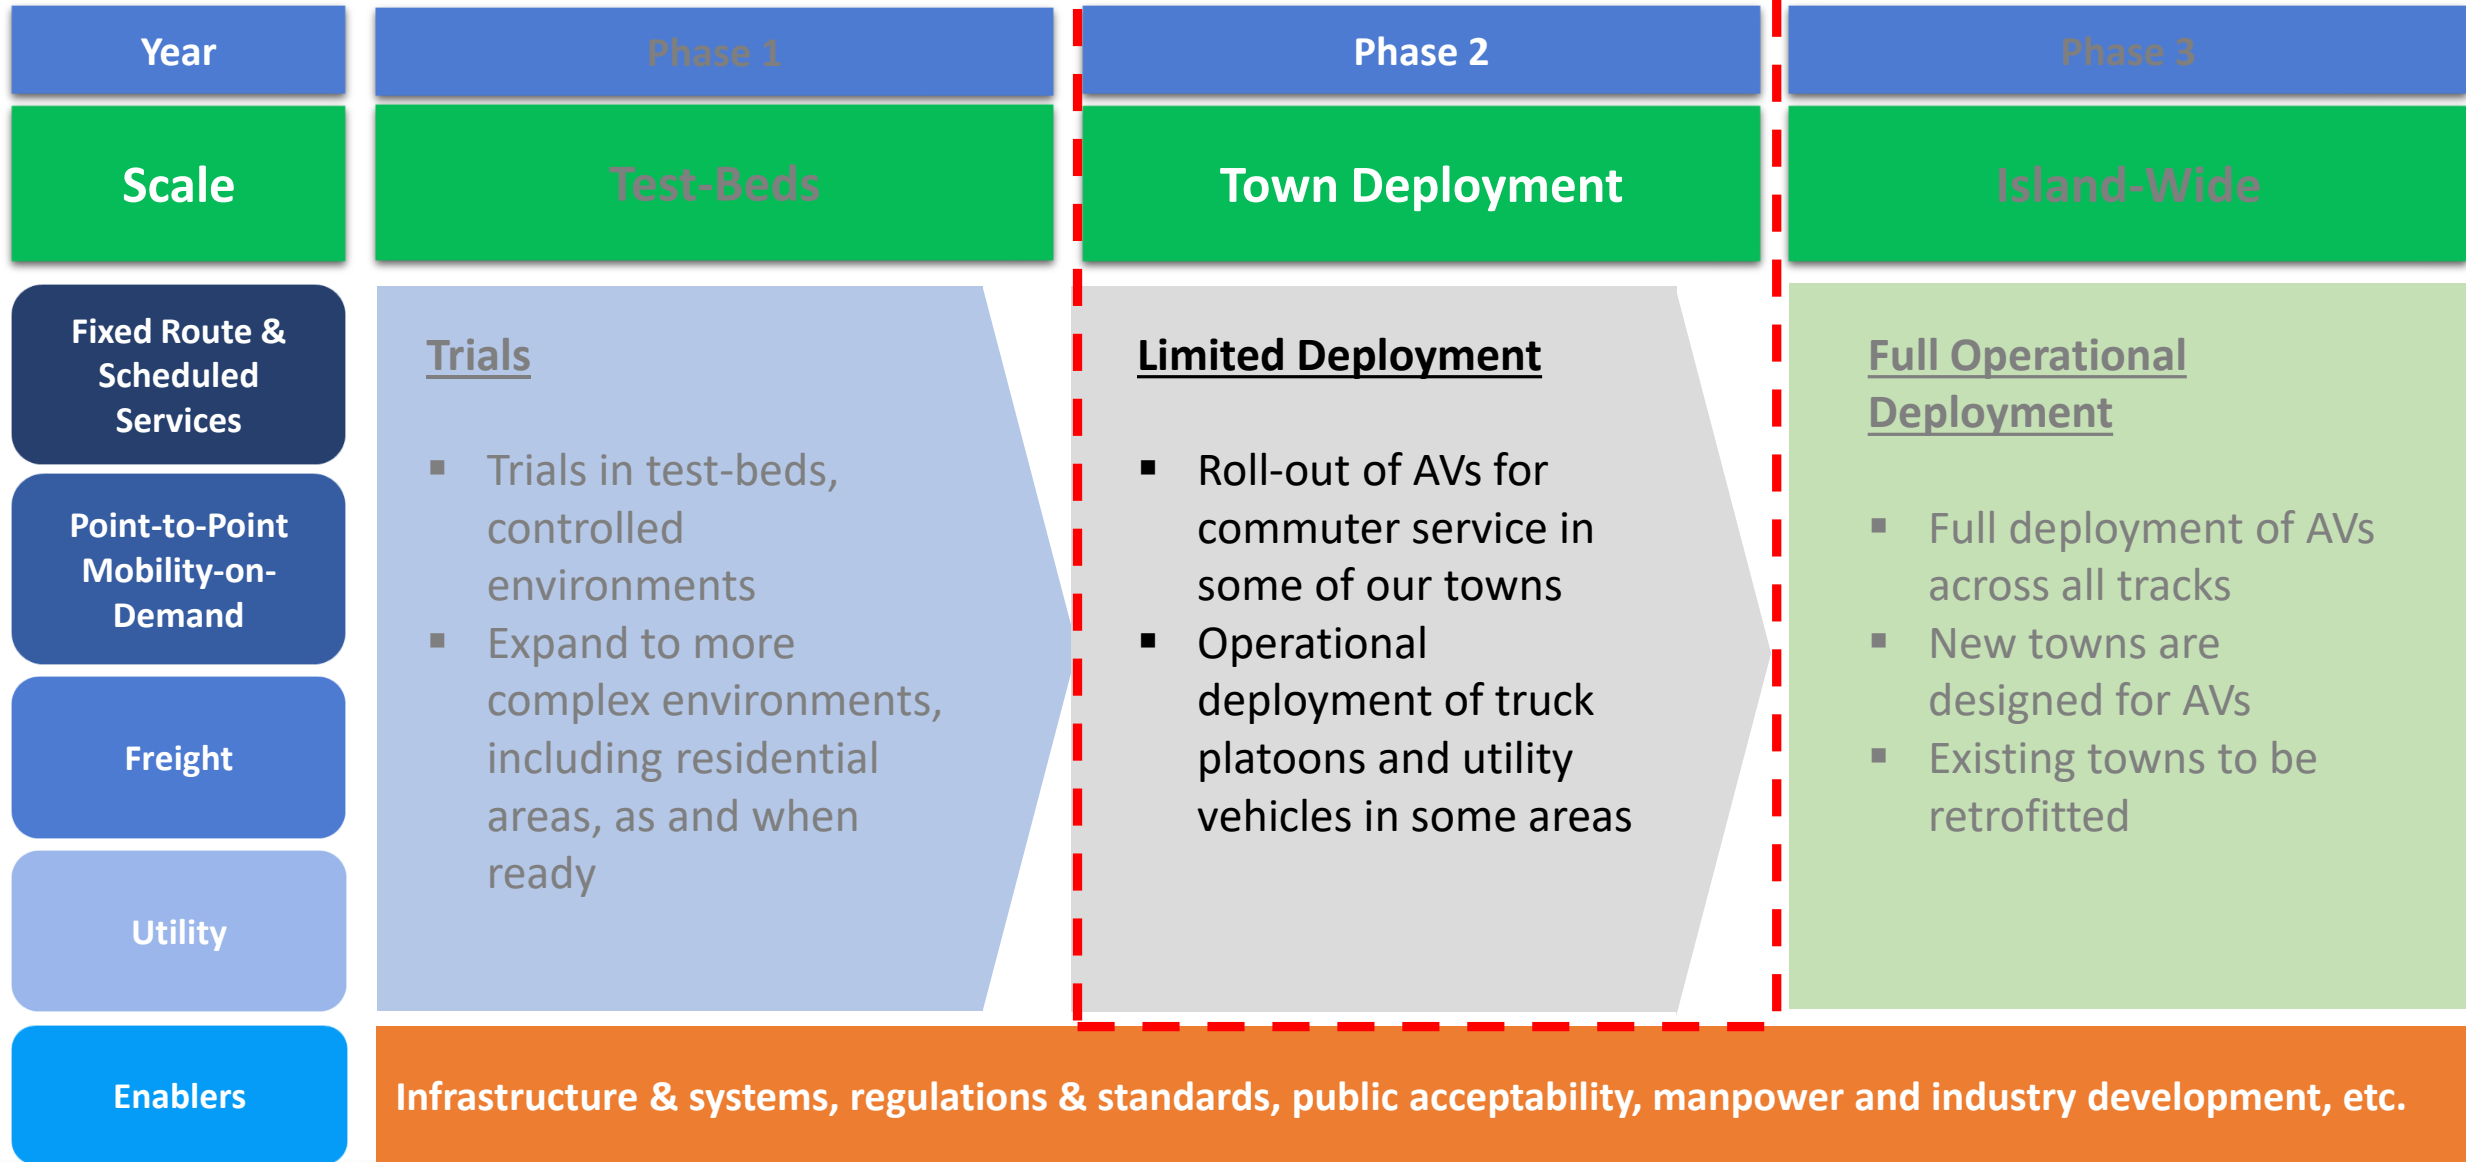 Year
Phase 1
Phase 2
Phase 3
Scale
Test-Beds
Town Deployment
Island-Wide
Fixed Route &
Scheduled
Services
Point-to-Point
Mobility-on-
Demand
Freight
Utility
Trials
▪ Trials in test-beds,
controlled
environments
▪ Expand to more
complex environments,
including residential
areas, as and when
ready
Limited Deployment
▪ Roll-out of AVs for
commuter service in
some of our towns
▪ Operational
deployment of truck
platoons and utility
vehicles in some areas
Full Operational
Deployment
▪ Full deployment of AVs
across all tracks
▪ New towns are
designed for AVs
▪ Existing towns to be
retrofitted
Enablers
Infrastructure & systems, regulations & standards, public acceptability, manpower and industry development, etc.